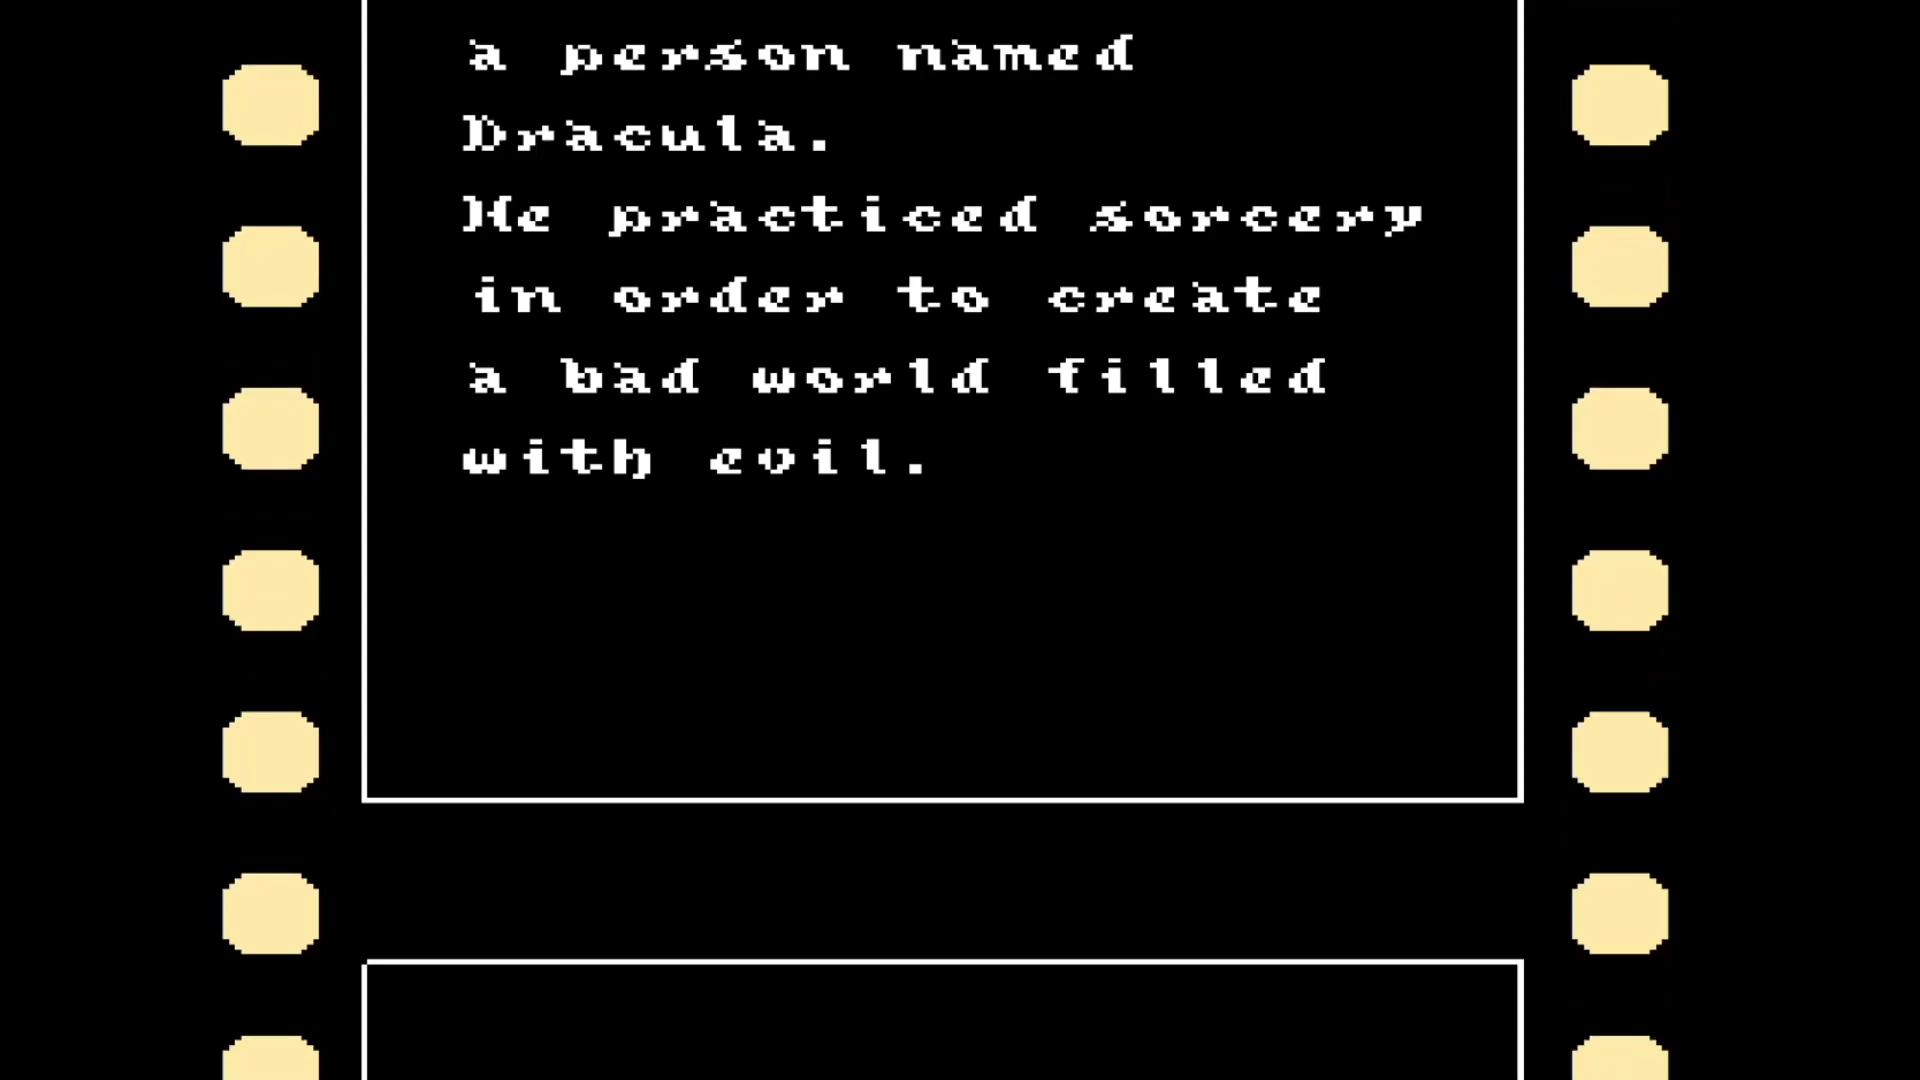 a person named
Dracula.
He practiced sorcery
in order to create
a bad world filled
with evil.